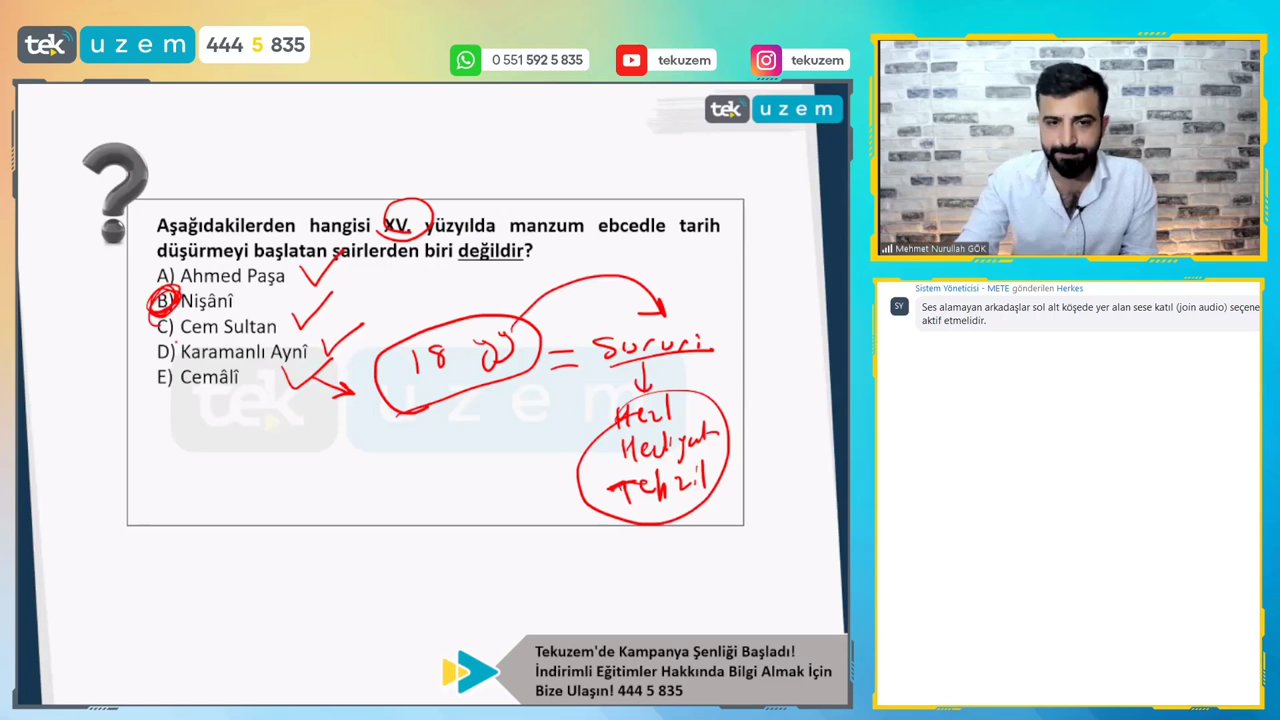 tek uzem 444 5 835
0 551 592 5 835
tekuzem
tekuzem
tek uzem
?
Aşağıdakilerden hangisi XV. yüzyılda manzum ebcedle tarih
düşürmeyi başlatan şairlerden biri değildir?
A) Ahmed Paşa
B) Nişânî
C) Cem Sultan
D) Karamanlı Aynî
E) Cemâlî
18 = Sururi
Hezl
Tehzil
tek uzem
Tekuzem'de Kampanya Şenliği Başladı!
İndirimli Eğitimler Hakkında Bilgi Almak İçin
Bize Ulaşın! 444 5 835
Mehmet Nurullah GÖK
Sistem Yöneticisi - METE gönderilen Herkes
SY
Ses alamayan arkadaşlar sol alt köşede yer alan sese katıl (join audio) seçene
aktif etmelidir.